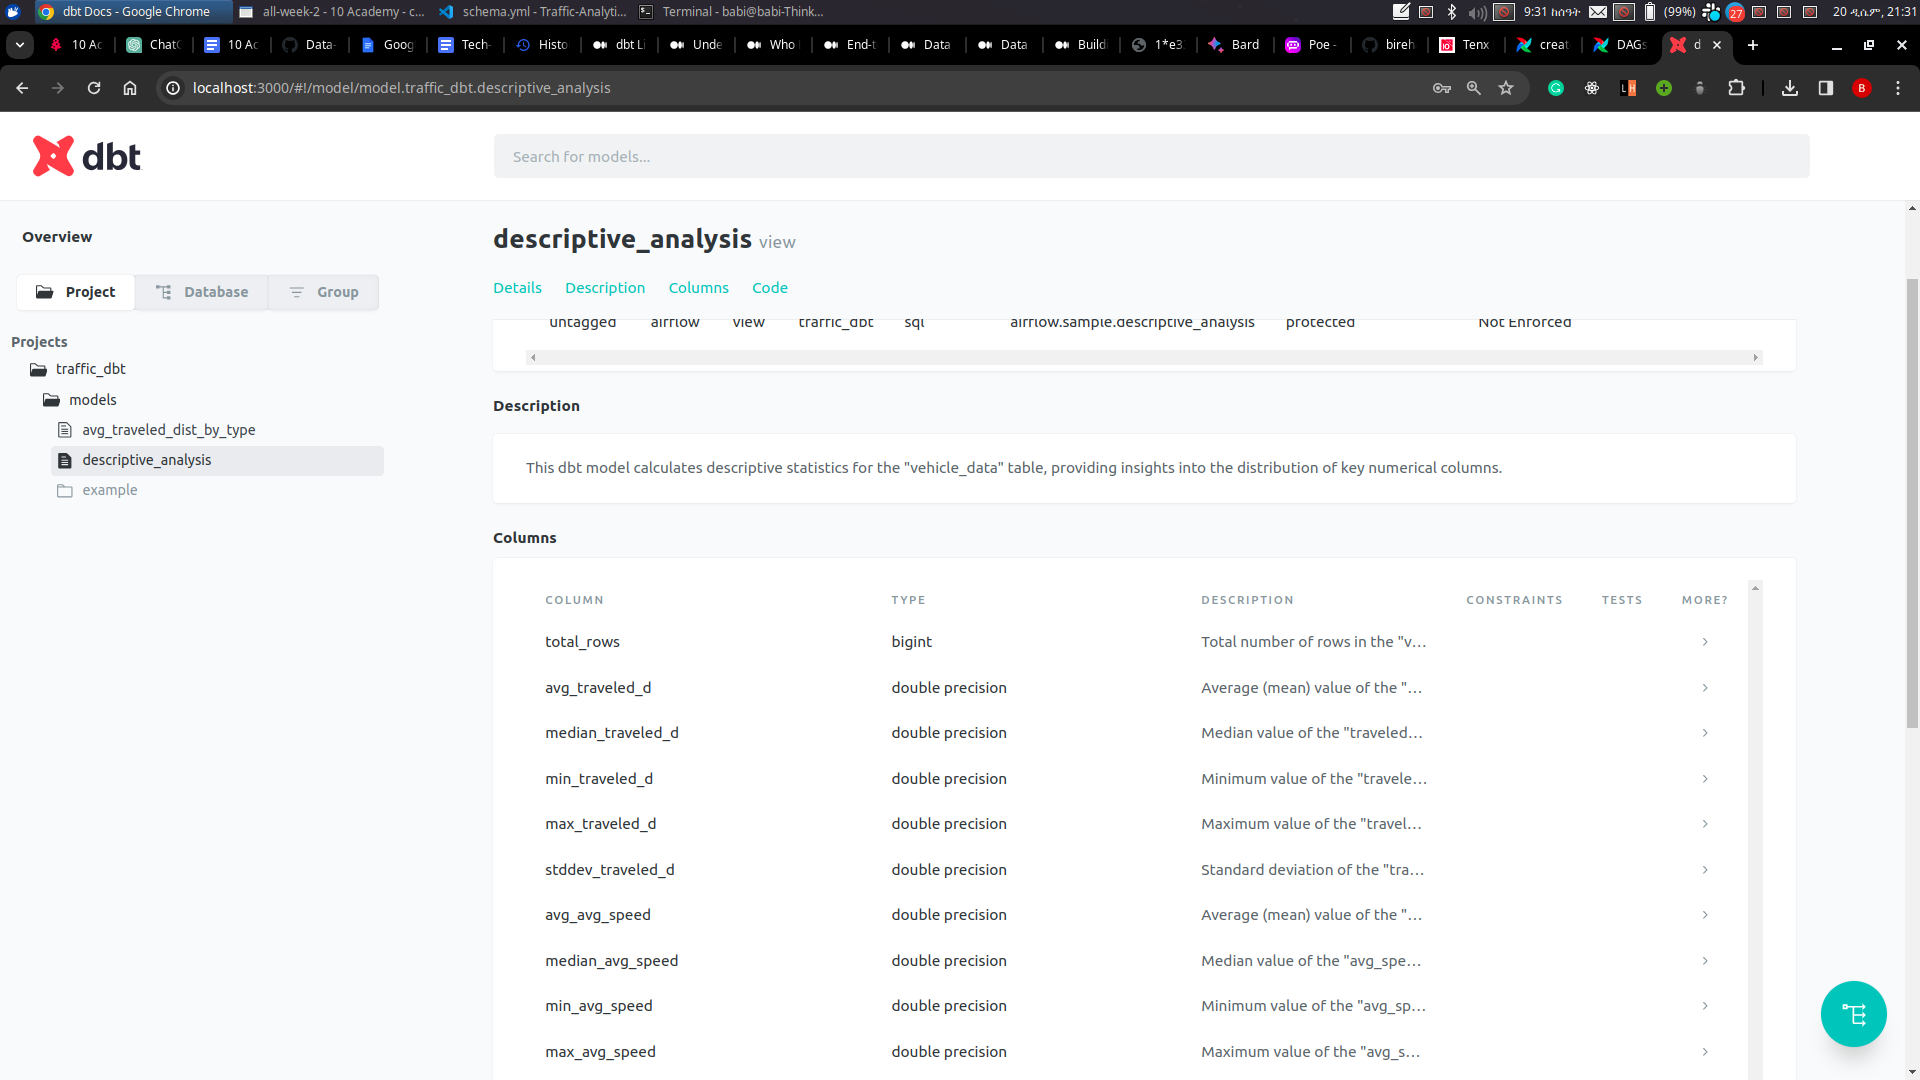 dbt Docs - Google Chrome
all-week-2 - 10 Academy - c...
schema.yml - Traffic-Analyti...
Terminal - babi@babi-Think...
9:31 ከሰዓት
(99%)
27
20 ዲሴም, 21:31
10 Ac
ChatG
10 Ac
Data-
Goog
Tech-
Histo
dbt Li
Unde
Who
End-t
Data
Data
Buildi
1*e3
Bard
Poe -
bireh
Tenx
creat
DAGs
d
localhost:3000/#!/model/model.traffic_dbt.descriptive_analysis
B
dbt
Search for models...
Overview
Project
Database
Group
Projects
traffic_dbt
models
avg_traveled_dist_by_type
descriptive_analysis
example
descriptive_analysis view
Details
Description
Columns
Code
untagged airflow view traffic_dbt sql airflow.sample.descriptive_analysis protected Not Enforced
Description
This dbt model calculates descriptive statistics for the "vehicle_data" table, providing insights into the distribution of key numerical columns.
Columns
COLUMN TYPE DESCRIPTION CONSTRAINTS TESTS MORE?
total_rows bigint Total number of rows in the "v...
avg_traveled_d double precision Average (mean) value of the "...
median_traveled_d double precision Median value of the "traveled...
min_traveled_d double precision Minimum value of the "travele...
max_traveled_d double precision Maximum value of the "travel...
stddev_traveled_d double precision Standard deviation of the "tra...
avg_avg_speed double precision Average (mean) value of the "...
median_avg_speed double precision Median value of the "avg_spe...
min_avg_speed double precision Minimum value of the "avg_sp...
max_avg_speed double precision Maximum value of the "avg_s...